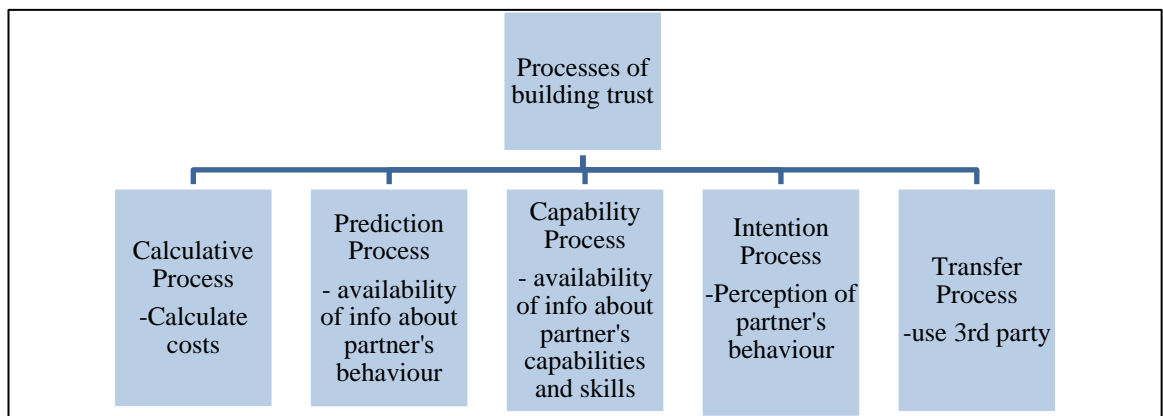 Processes of
building trust
Calculative
Process
-Calculate
costs
Prediction
Process
- availability
of info about
partner's
behaviour
Capability
Process
- availability
of info about
partner's
capabilities
and skills
Intention
Process
-Perception of
partner's
behaviour
Transfer
Process
-use 3rd party